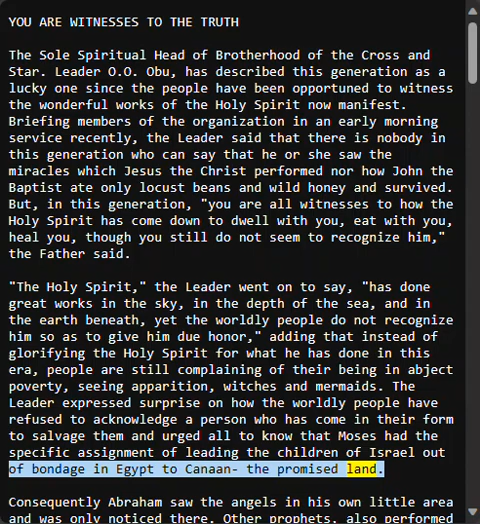 YOU ARE WITNESSES TO THE TRUTH
The Sole Spiritual Head of Brotherhood of the Cross and
Star. Leader O.O. Obu, has described this generation as a
lucky one since the people have been opportuned to witness
the wonderful works of the Holy Spirit now manifest.
Briefing members of the organization in an early morning
service recently, the Leader said that there is nobody in
this generation who can say that he or she saw the
miracles which Jesus the Christ performed nor how John the
Baptist ate only locust beans and wild honey and survived.
But, in this generation, "you are all witnesses to how the
Holy Spirit has come down to dwell with you, eat with you,
heal you, though you still do not seem to recognize him,"
the Father said.
"The Holy Spirit," the Leader went on to say, "has done
great works in the sky, in the depth of the sea, and in
the earth beneath, yet the worldly people do not recognize
him so as to give him due honor," adding that instead of
glorifying the Holy Spirit for what he has done in this
era, people are still complaining of their being in abject
poverty, seeing apparition, witches and mermaids. The
Leader expressed surprise on how the worldly people have
refused to acknowledge a person who has come in their form
to salvage them and urged all to know that Moses had the
specific assignment of leading the children of Israel out
of bondage in Egypt to Canaan- the promised land.
Consequently Abraham saw the angels in his own little area
and was only noticed there. Other prophets, also performed